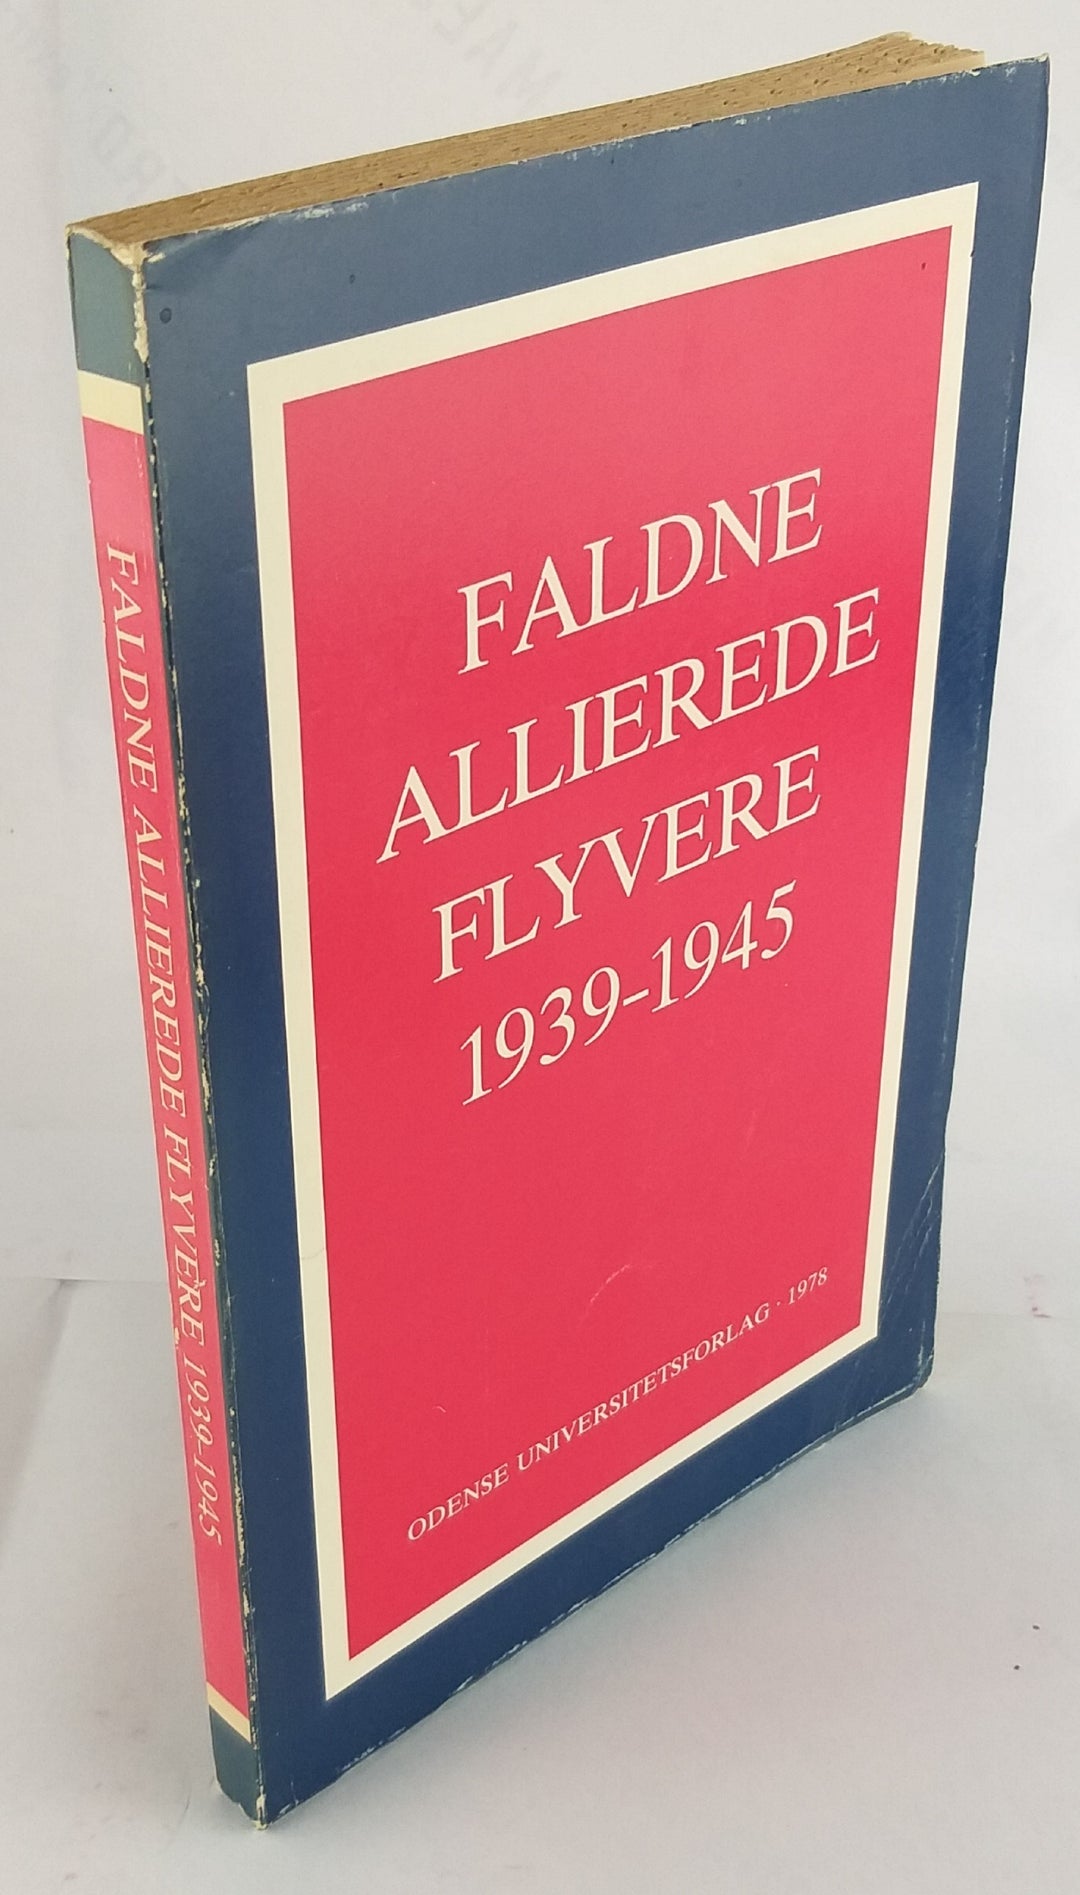 FALDNE
ALLIEREDE
FLYVERE
1939-1945
ODENSE UNIVERSITETSFORLAG · 1978
FALDNE ALLIEREDE FLYVERE 1939-1945